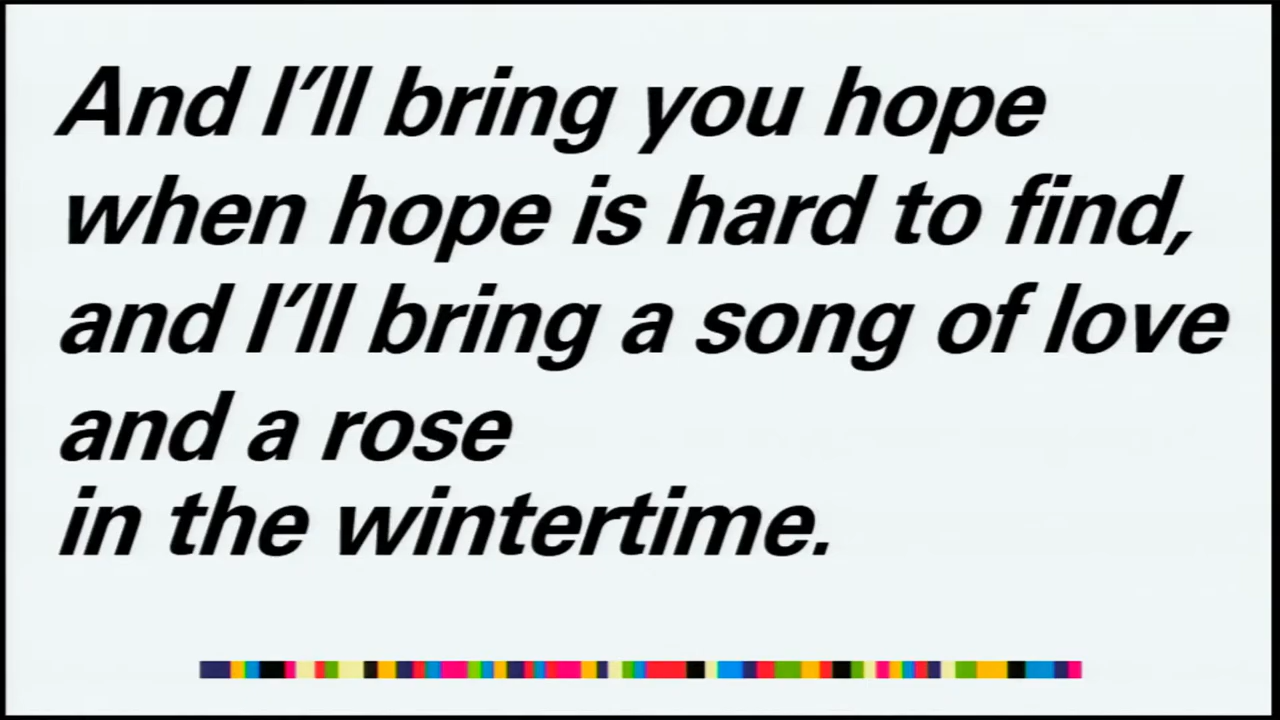 And I’ll bring you hope
when hope is hard to find,
and I’ll bring a song of love
and a rose
in the wintertime.